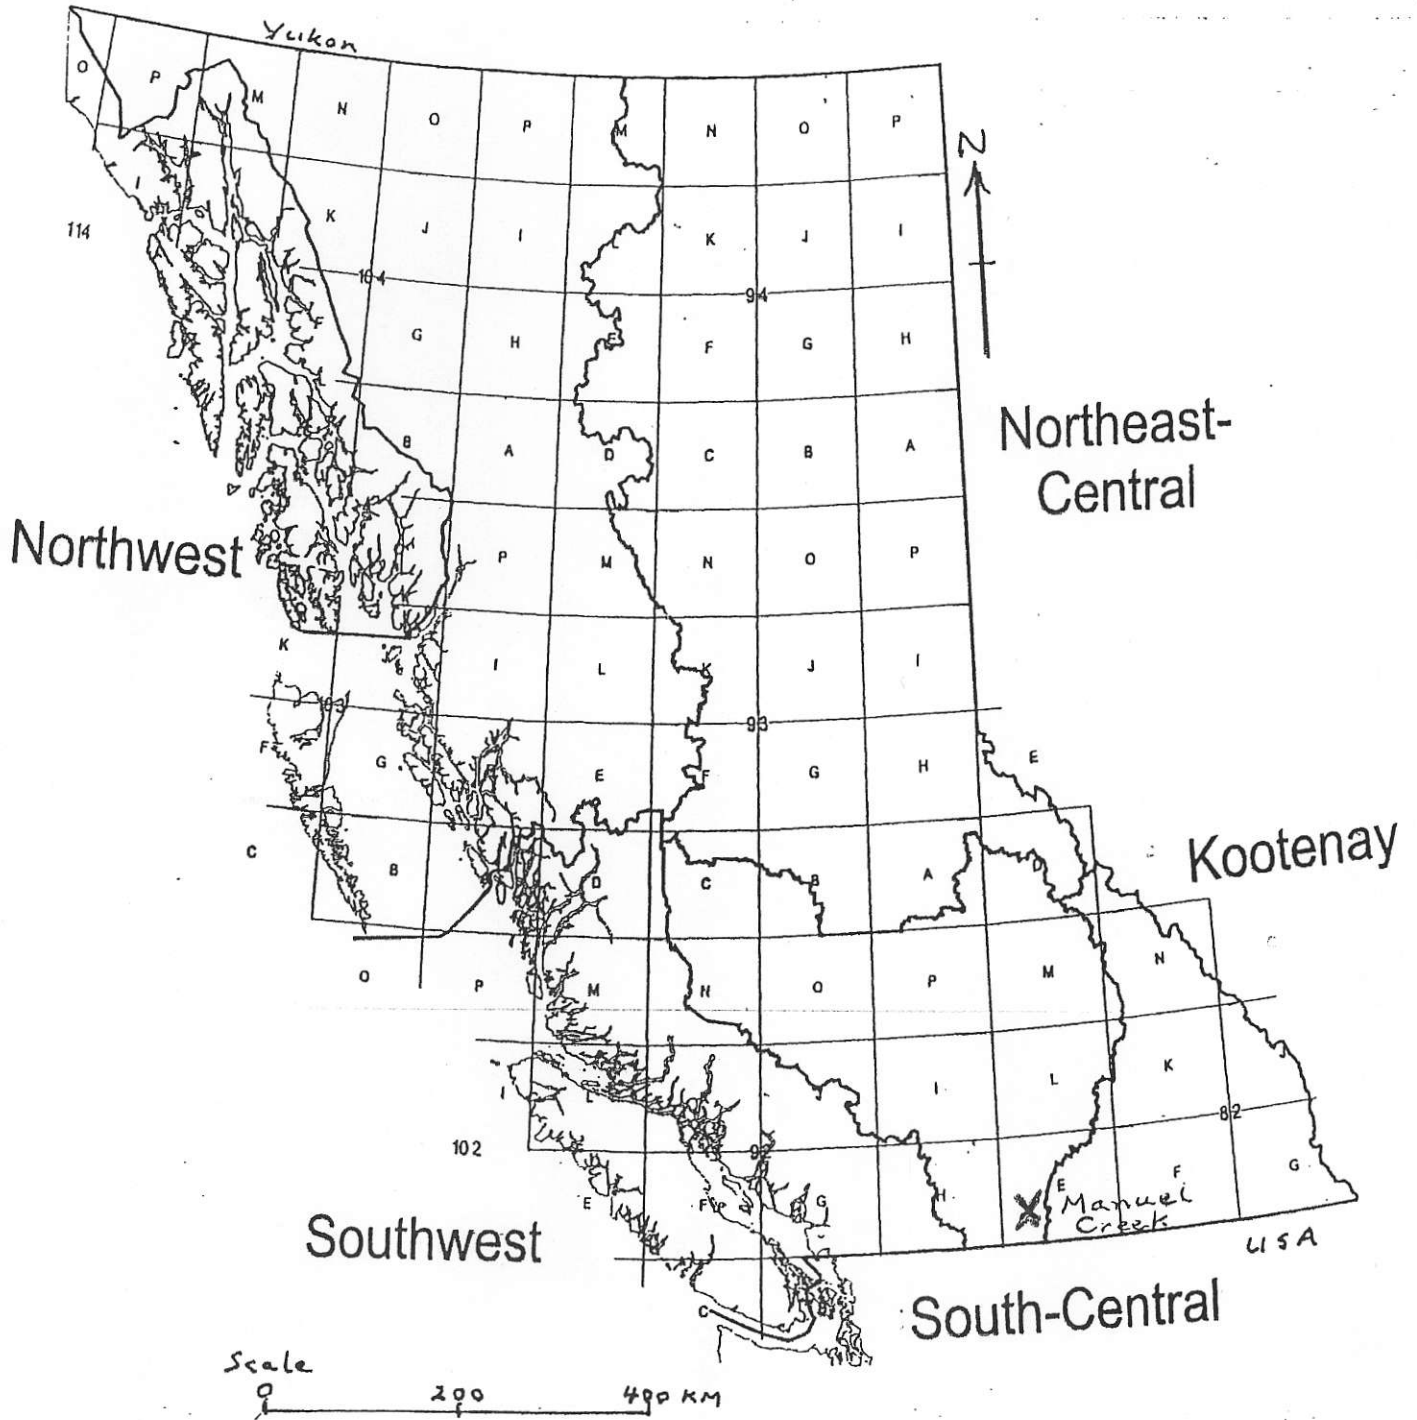 Yukon
O P M N O P M N O P
N
I K J I K J I
114
104 94
G H E F G H
Northeast-
Central
B A D C B A
Northwest
P M N O P
K I L K J I
103 93
F G E F G H E
Kootenay
C B D C B A D
O P M N O P M N
I L J I L K
82
102 92
E F G H E F G
Manuel
Creek
Southwest
USA
South-Central
C
Scale
0 200 400 KM